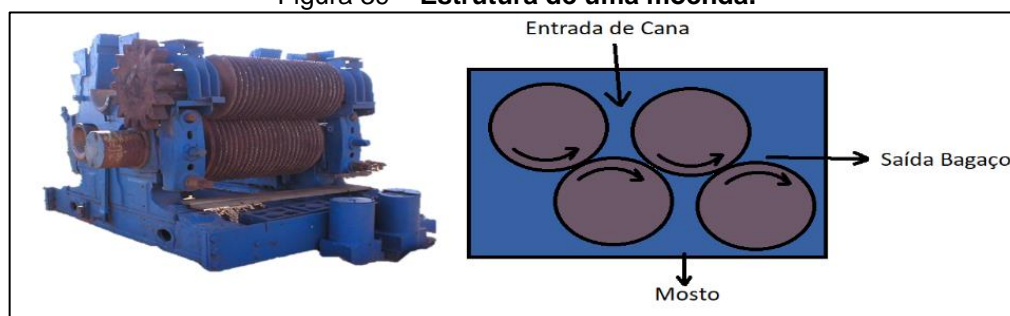 Figura – Estrutura de uma moenda.
Entrada de Cana
Saída Bagaço
Mosto